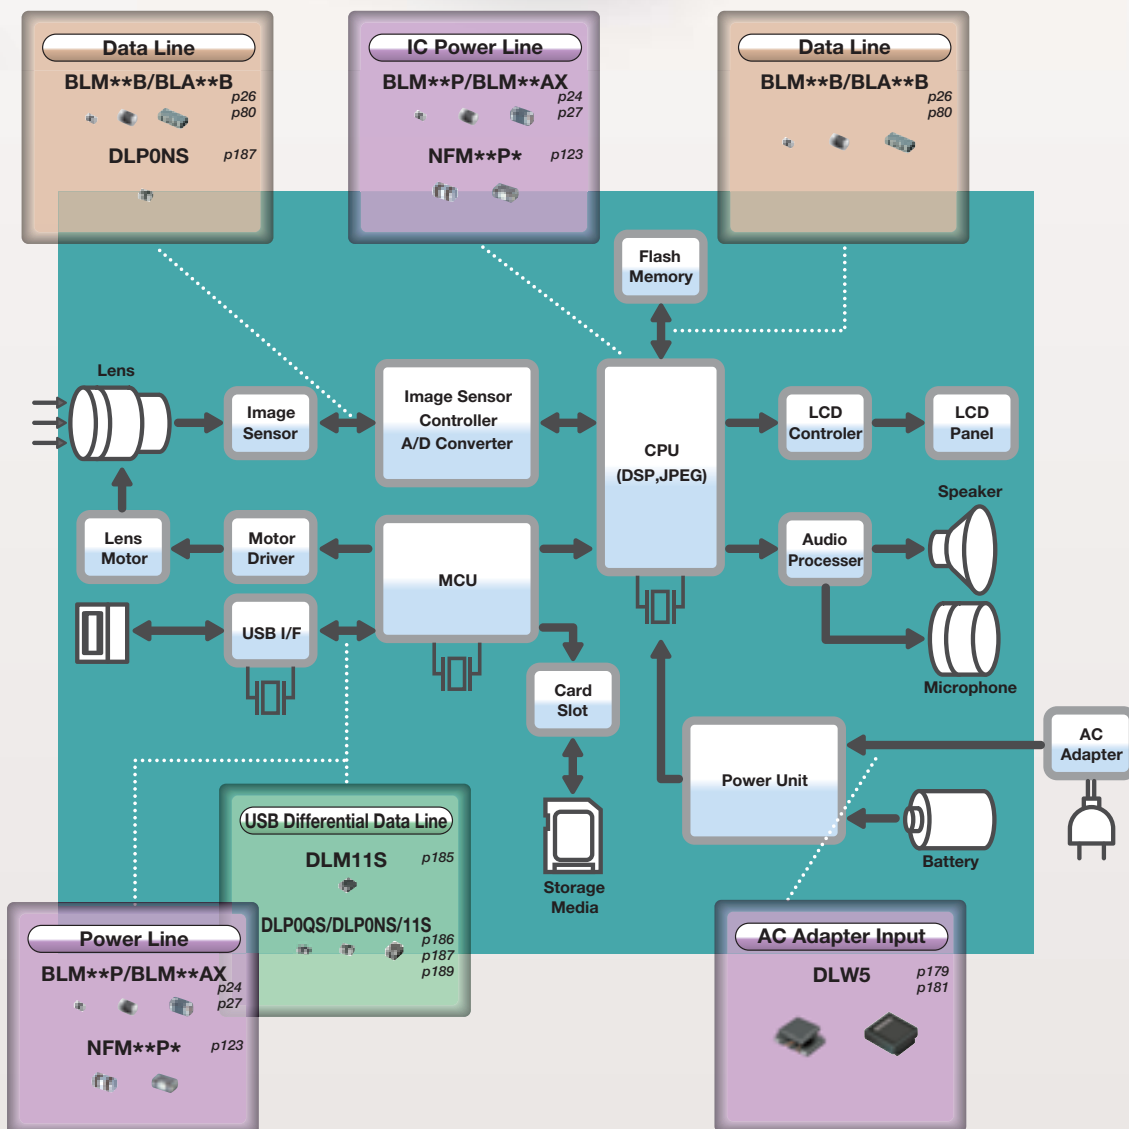 Data Line
BLM**B/BLA**B
p26
p80
DLP0NS
p187
IC Power Line
BLM**P/BLM**AX
p24
p27
NFM**P*
p123
Data Line
BLM**B/BLA**B
p26
p80
Flash
Memory
Lens
Image
Sensor
Image Sensor
Controller
A/D Converter
CPU
(DSP,JPEG)
LCD
Controler
LCD
Panel
Speaker
Lens
Motor
Motor
Driver
MCU
Audio
Processer
USB I/F
Microphone
Card
Slot
Power Unit
AC
Adapter
Battery
Storage
Media
USB Differential Data Line
DLM11S
p185
DLP0QS/DLP0NS/11S
p186
p187
p189
Power Line
BLM**P/BLM**AX
p24
p27
NFM**P*
p123
AC Adapter Input
DLW5
p179
p181